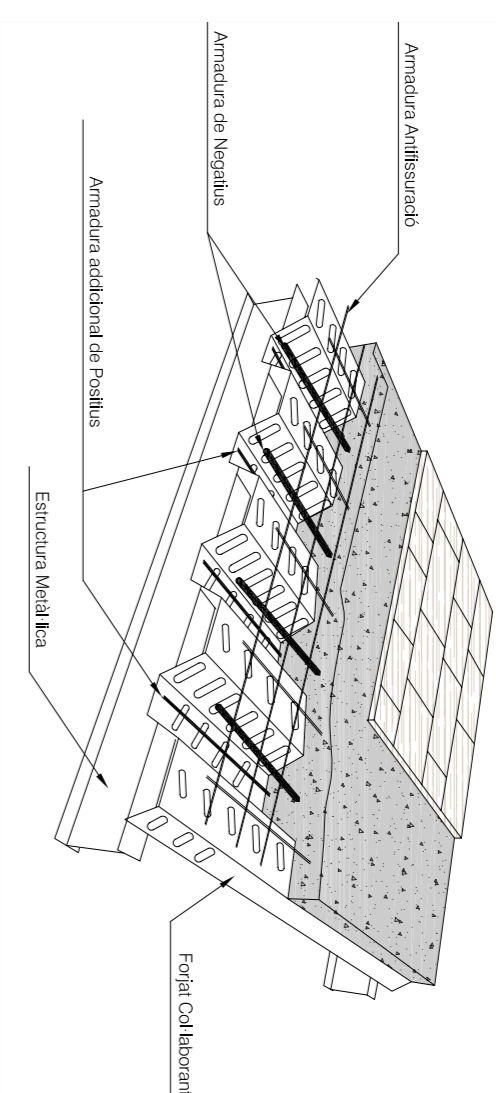 Armadura Antifissuració
Armadura de Negatius
Armadura addicional de Positius
Estructura Metàl·lica
Forjat Col·laborant